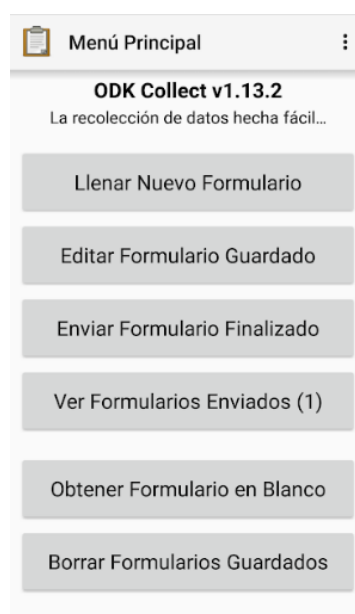 Menú Principal
ODK Collect v1.13.2
La recolección de datos hecha fácil...
Llenar Nuevo Formulario
Editar Formulario Guardado
Enviar Formulario Finalizado
Ver Formularios Enviados (1)
Obtener Formulario en Blanco
Borrar Formularios Guardados